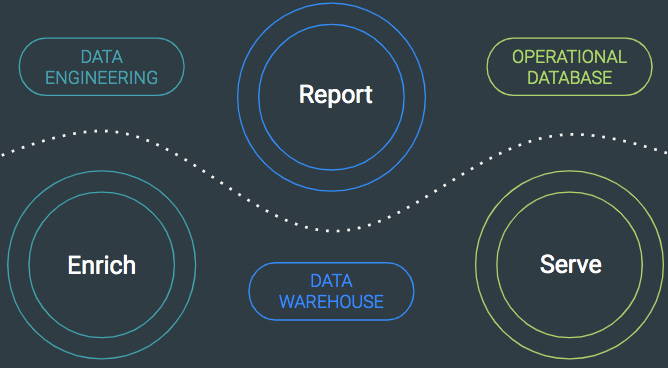 DATA
ENGINEERING
Report
OPERATIONAL
DATABASE
Enrich
DATA
WAREHOUSE
Serve